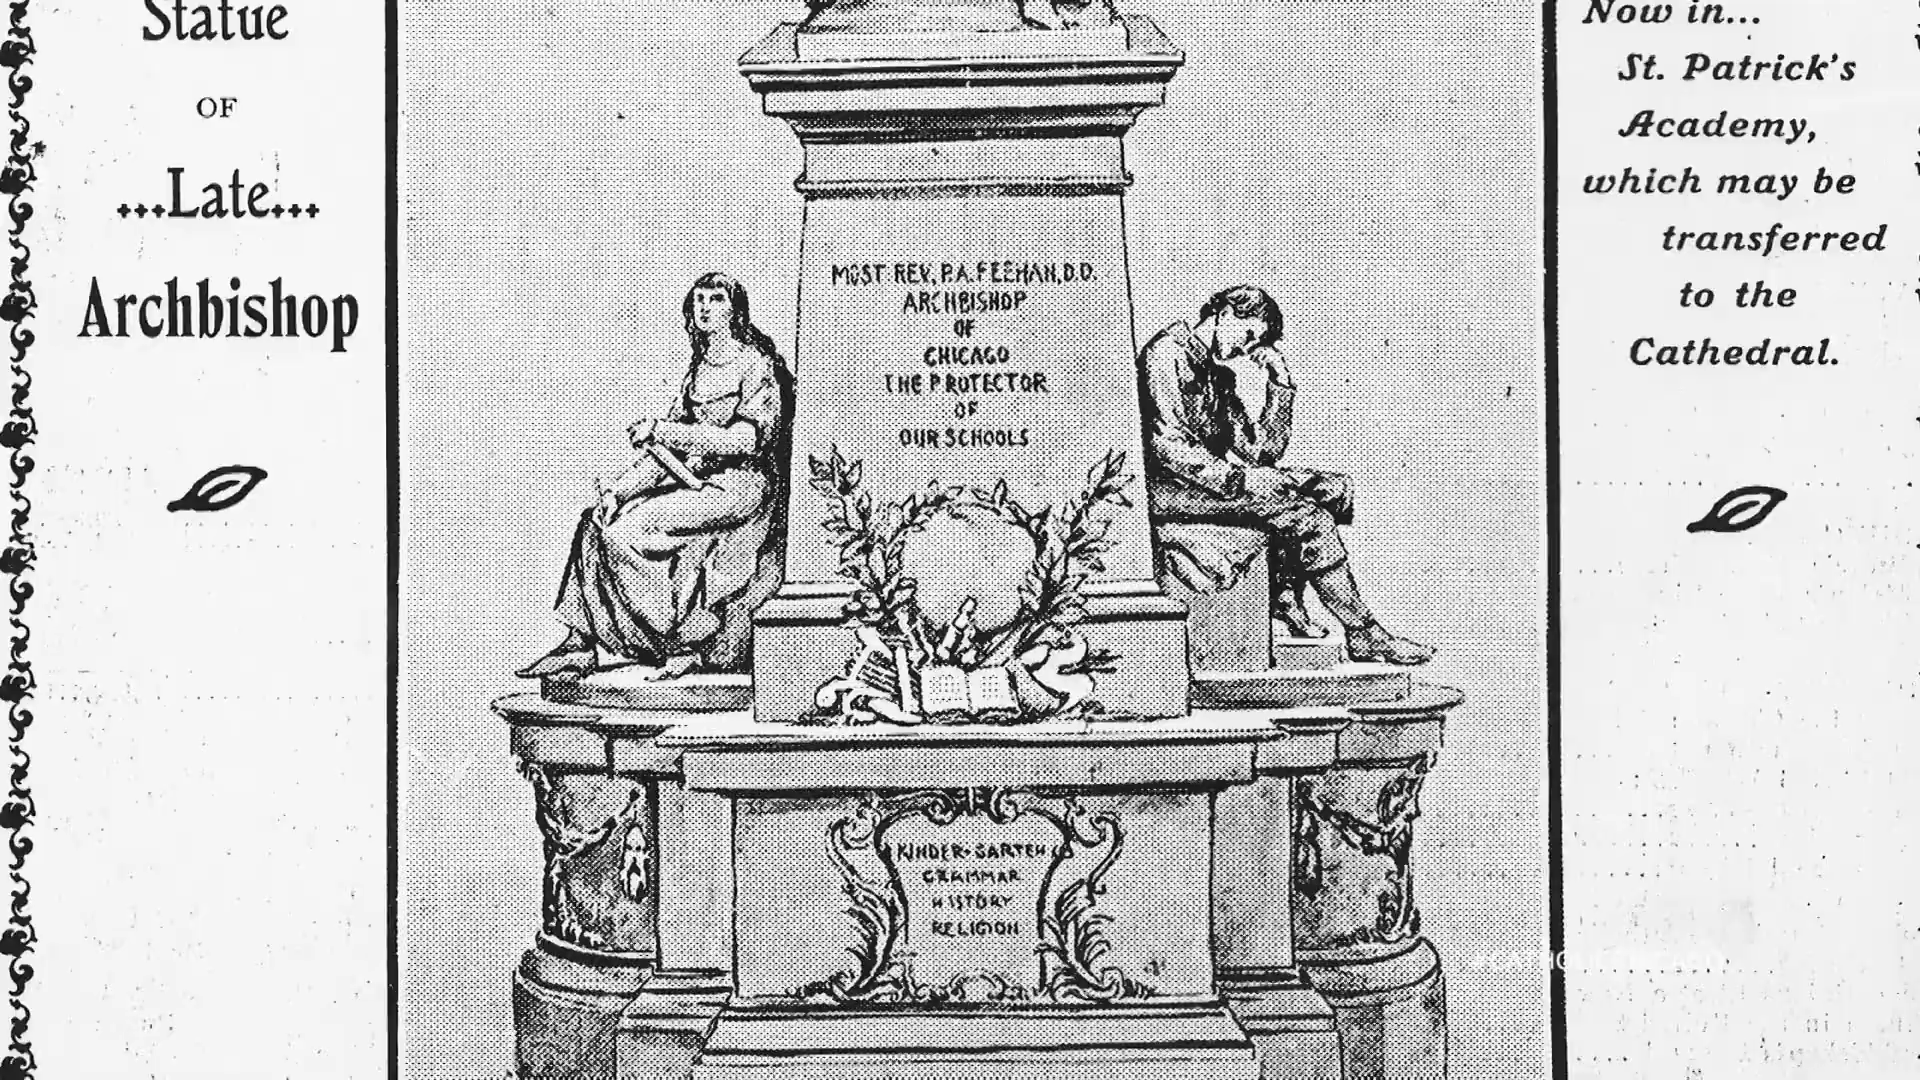 Statue
OF
...Late...
Archbishop
MOST REV. P.A. FEEHAN, D.D.
ARCHBISHOP
OF
CHICAGO
THE PROTECTOR
OF
OUR SCHOOLS
KINDER-GARTEN
GRAMMAR
HISTORY
RELIGION
Now in...
St. Patrick's
Academy,
which may be
transferred
to the
Cathedral.